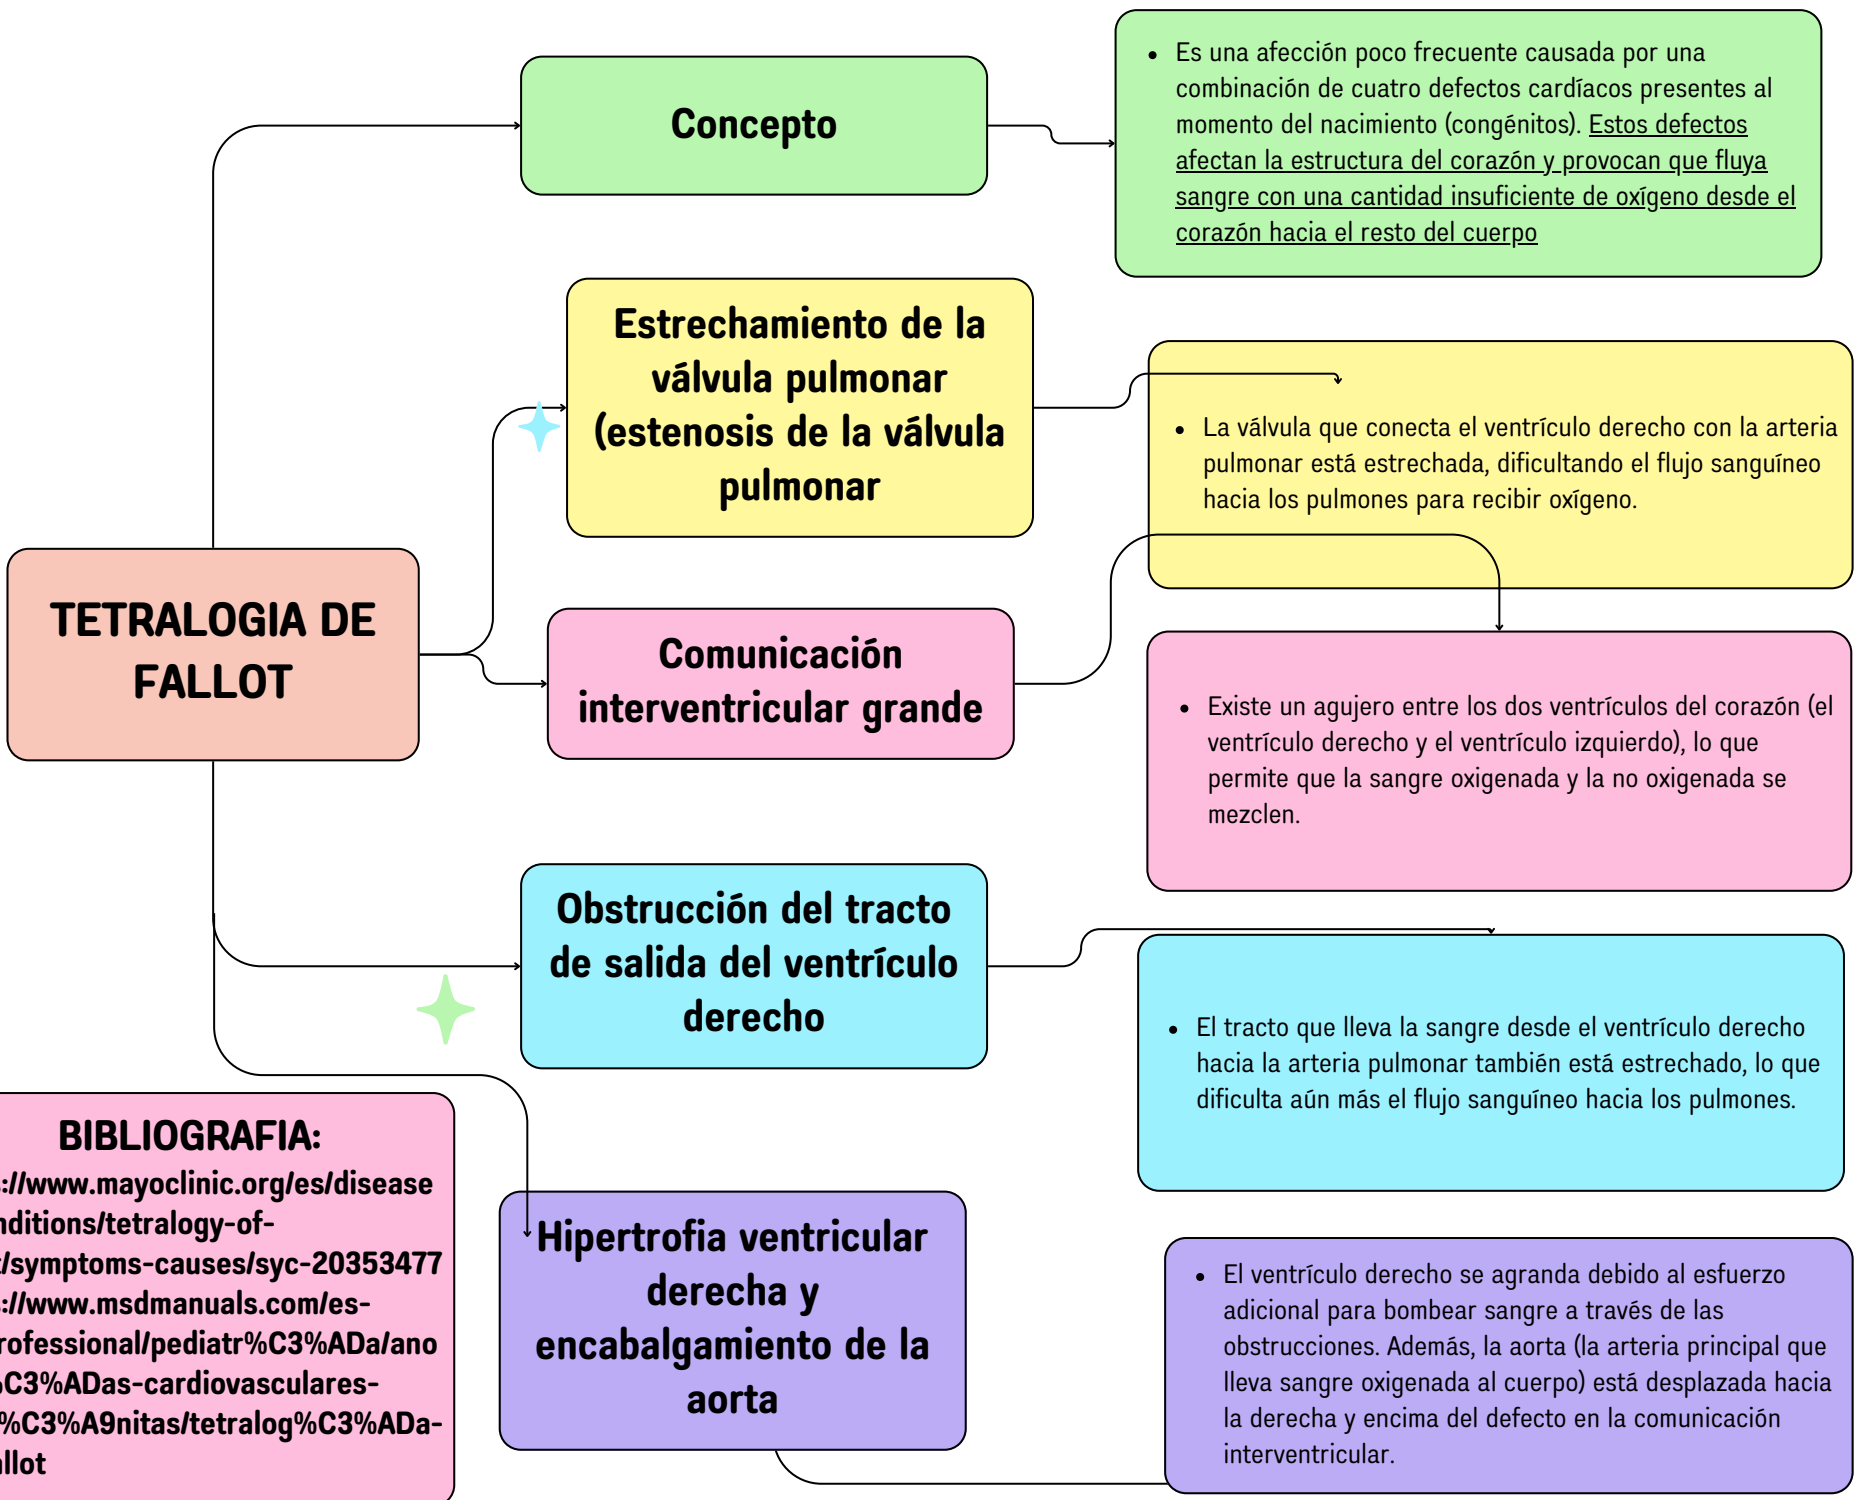 Concepto
• Es una afección poco frecuente causada por una
combinación de cuatro defectos cardíacos presentes al
momento del nacimiento (congénitos). Estos defectos
afectan la estructura del corazón y provocan que fluya
sangre con una cantidad insuficiente de oxígeno desde el
corazón hacia el resto del cuerpo
Estrechamiento de la
válvula pulmonar
(estenosis de la válvula
pulmonar
• La válvula que conecta el ventrículo derecho con la arteria
pulmonar está estrechada, dificultando el flujo sanguíneo
hacia los pulmones para recibir oxígeno.
TETRALOGIA DE
FALLOT
Comunicación
interventricular grande
• Existe un agujero entre los dos ventrículos del corazón (el
ventrículo derecho y el ventrículo izquierdo), lo que
permite que la sangre oxigenada y la no oxigenada se
mezclen.
Obstrucción del tracto
de salida del ventrículo
derecho
• El tracto que lleva la sangre desde el ventrículo derecho
hacia la arteria pulmonar también está estrechado, lo que
dificulta aún más el flujo sanguíneo hacia los pulmones.
BIBLIOGRAFIA:
://www.mayoclinic.org/es/disease
nditions/tetralogy-of-
t/symptoms-causes/syc-20353477
://www.msdmanuals.com/es-
rofessional/pediatr%C3%ADa/ano
C3%ADas-cardiovasculares-
%C3%A9nitas/tetralog%C3%ADa-
allot
Hipertrofia ventricular
derecha y
encabalgamiento de la
aorta
• El ventrículo derecho se agranda debido al esfuerzo
adicional para bombear sangre a través de las
obstrucciones. Además, la aorta (la arteria principal que
lleva sangre oxigenada al cuerpo) está desplazada hacia
la derecha y encima del defecto en la comunicación
interventricular.